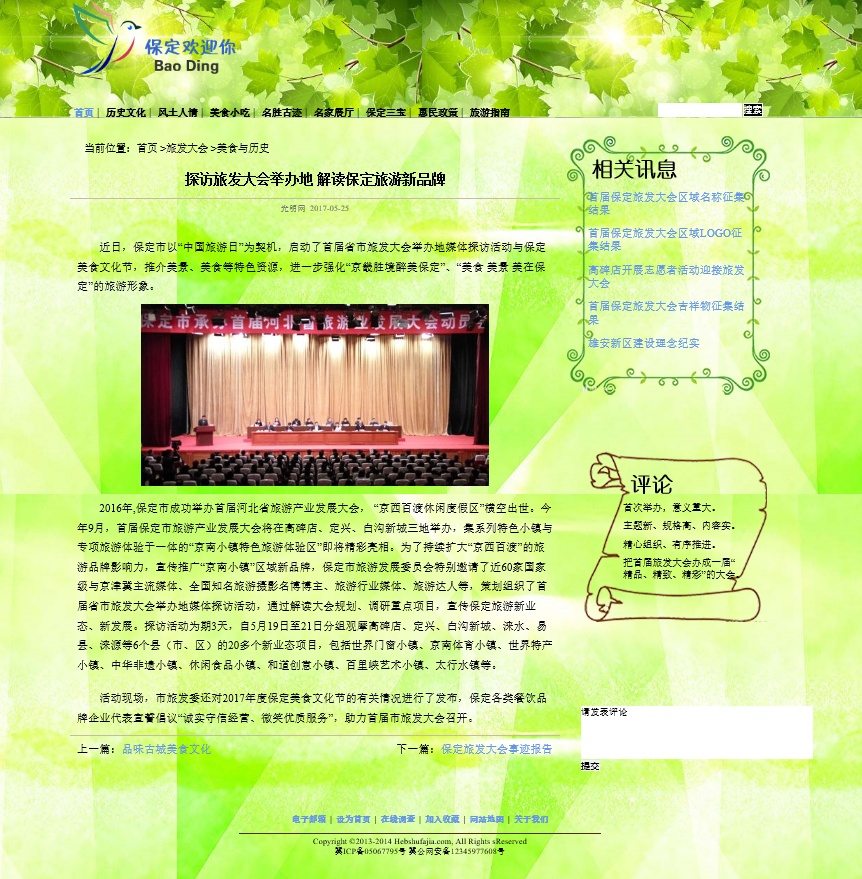 保定欢迎你
Bao Ding
首页 | 历史文化 | 风土人情 | 美食小吃 | 名胜古迹 | 名家展厅 | 保定三宝 | 惠民政策 | 旅游指南
搜索
当前位置：首页 >旅发大会 >美食与历史
探访旅发大会举办地 解读保定旅游新品牌
光明网 2017-05-25
近日，保定市以“中国旅游日”为契机，启动了首届省市旅发大会举办地媒体探访活动与保定
美食文化节，推介美景、美食等特色资源，进一步强化“京畿胜境醉美保定”、“美食 美景 美在保
定”的旅游形象。
保定市承办首届河北省旅游业发展大会动员会
2016年,保定市成功举办首届河北省旅游产业发展大会， “京西百渡休闲度假区”横空出世。今
年9月，首届保定市旅游产业发展大会将在高碑店、定兴、白沟新城三地举办，集系列特色小镇与
专项旅游体验于一体的“京南小镇特色旅游体验区”即将精彩亮相。为了持续扩大“京西百渡”的旅
游品牌影响力，宣传推广“京南小镇”区域新品牌，保定市旅游发展委员会特别邀请了近60家国家
级与京津冀主流媒体、全国知名旅游摄影名博博主、旅游行业媒体、旅游达人等，策划组织了首
届省市旅发大会举办地媒体探访活动，通过解读大会规划、调研重点项目，宣传保定旅游新业
态、新发展。探访活动为期3天，自5月19日至21日分组观摩高碑店、定兴、白沟新城、涞水、易
县、涞源等6个县（市、区）的20多个新业态项目，包括世界门窗小镇、京南体育小镇、世界特产
小镇、中华非遗小镇、休闲食品小镇、和道创意小镇、百里峡艺术小镇、太行水镇等。
活动现场，市旅发委还对2017年度保定美食文化节的有关情况进行了发布，保定各类餐饮品
牌企业代表宣誓倡议“诚实守信经营、微笑优质服务”，助力首届市旅发大会召开。
上一篇：品味古城美食文化
下一篇：保定旅发大会事迹报告
相关讯息
首届保定旅发大会区域名称征集
结果
首届保定旅发大会区域LOGO征
集结果
高碑店开展志愿者活动迎接旅发
大会
首届保定旅发大会吉祥物征集结
果
雄安新区建设理念纪实
评论
首次举办，意义重大。
主题新、规格高、内容实。
精心组织、有序推进。
把首届旅发大会办成一届“
精品、精致、精彩”的大会
请发表评论
提交
电子邮箱 | 设为首页 | 在线调查 | 加入收藏 | 网站地图 | 关于我们
Copyright ©2013-2014 Hebshufajia.com, All Rights sReserved
冀ICP备05067795号 冀公网安备12345977608号